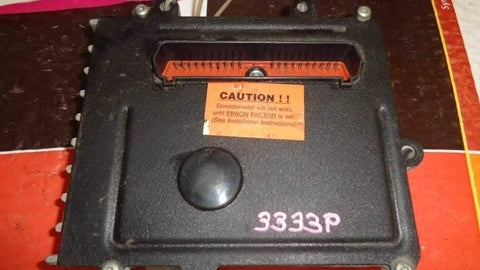 CAUTION ! !
Speedometer will not work,
until PINION FACTOR is set.
(See Installation Instructions)
3333P